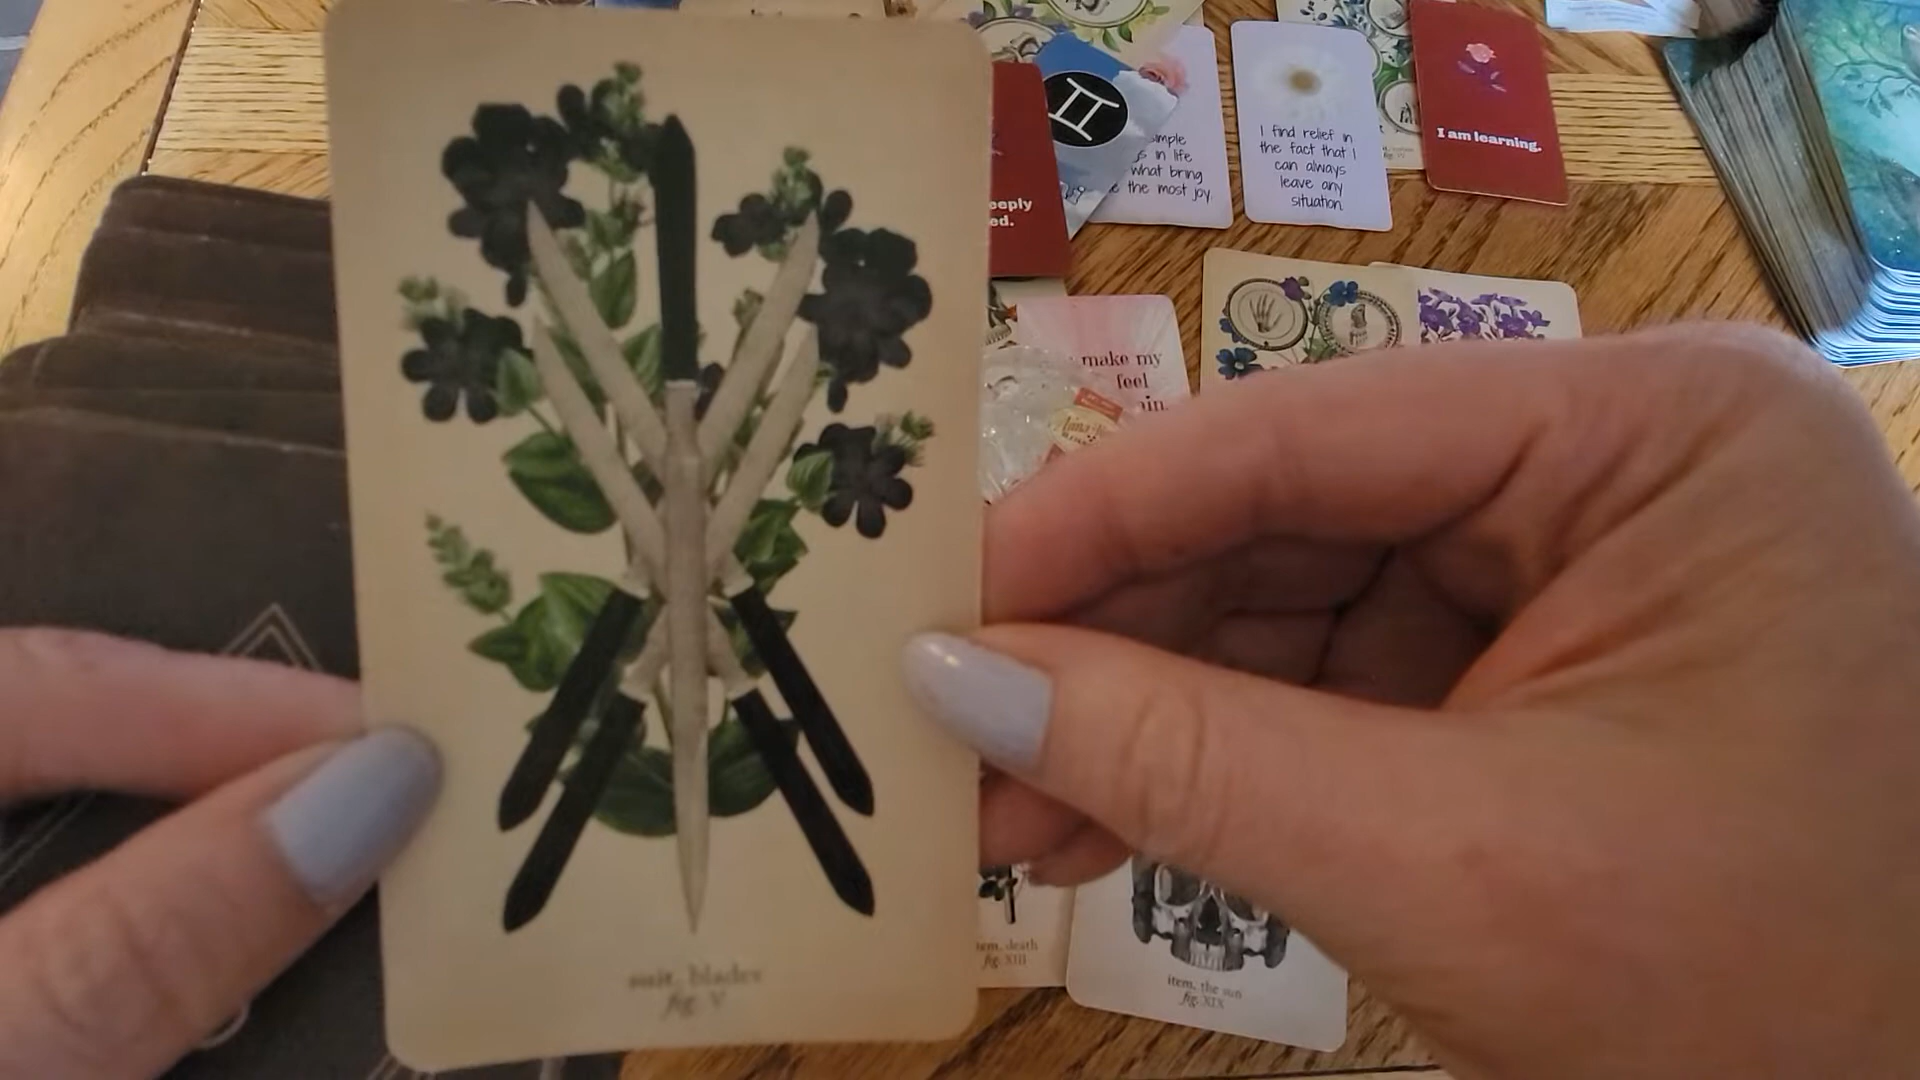 simple
s in life
what bring
e the most joy.
I find relief in
the fact that I
can always
leave any
situation.
I am learning.
eeply
ed.
make my
feel
ain.
suit, blades
fig. V
item, death
fig. XIII
item, the sun
fig. XIX